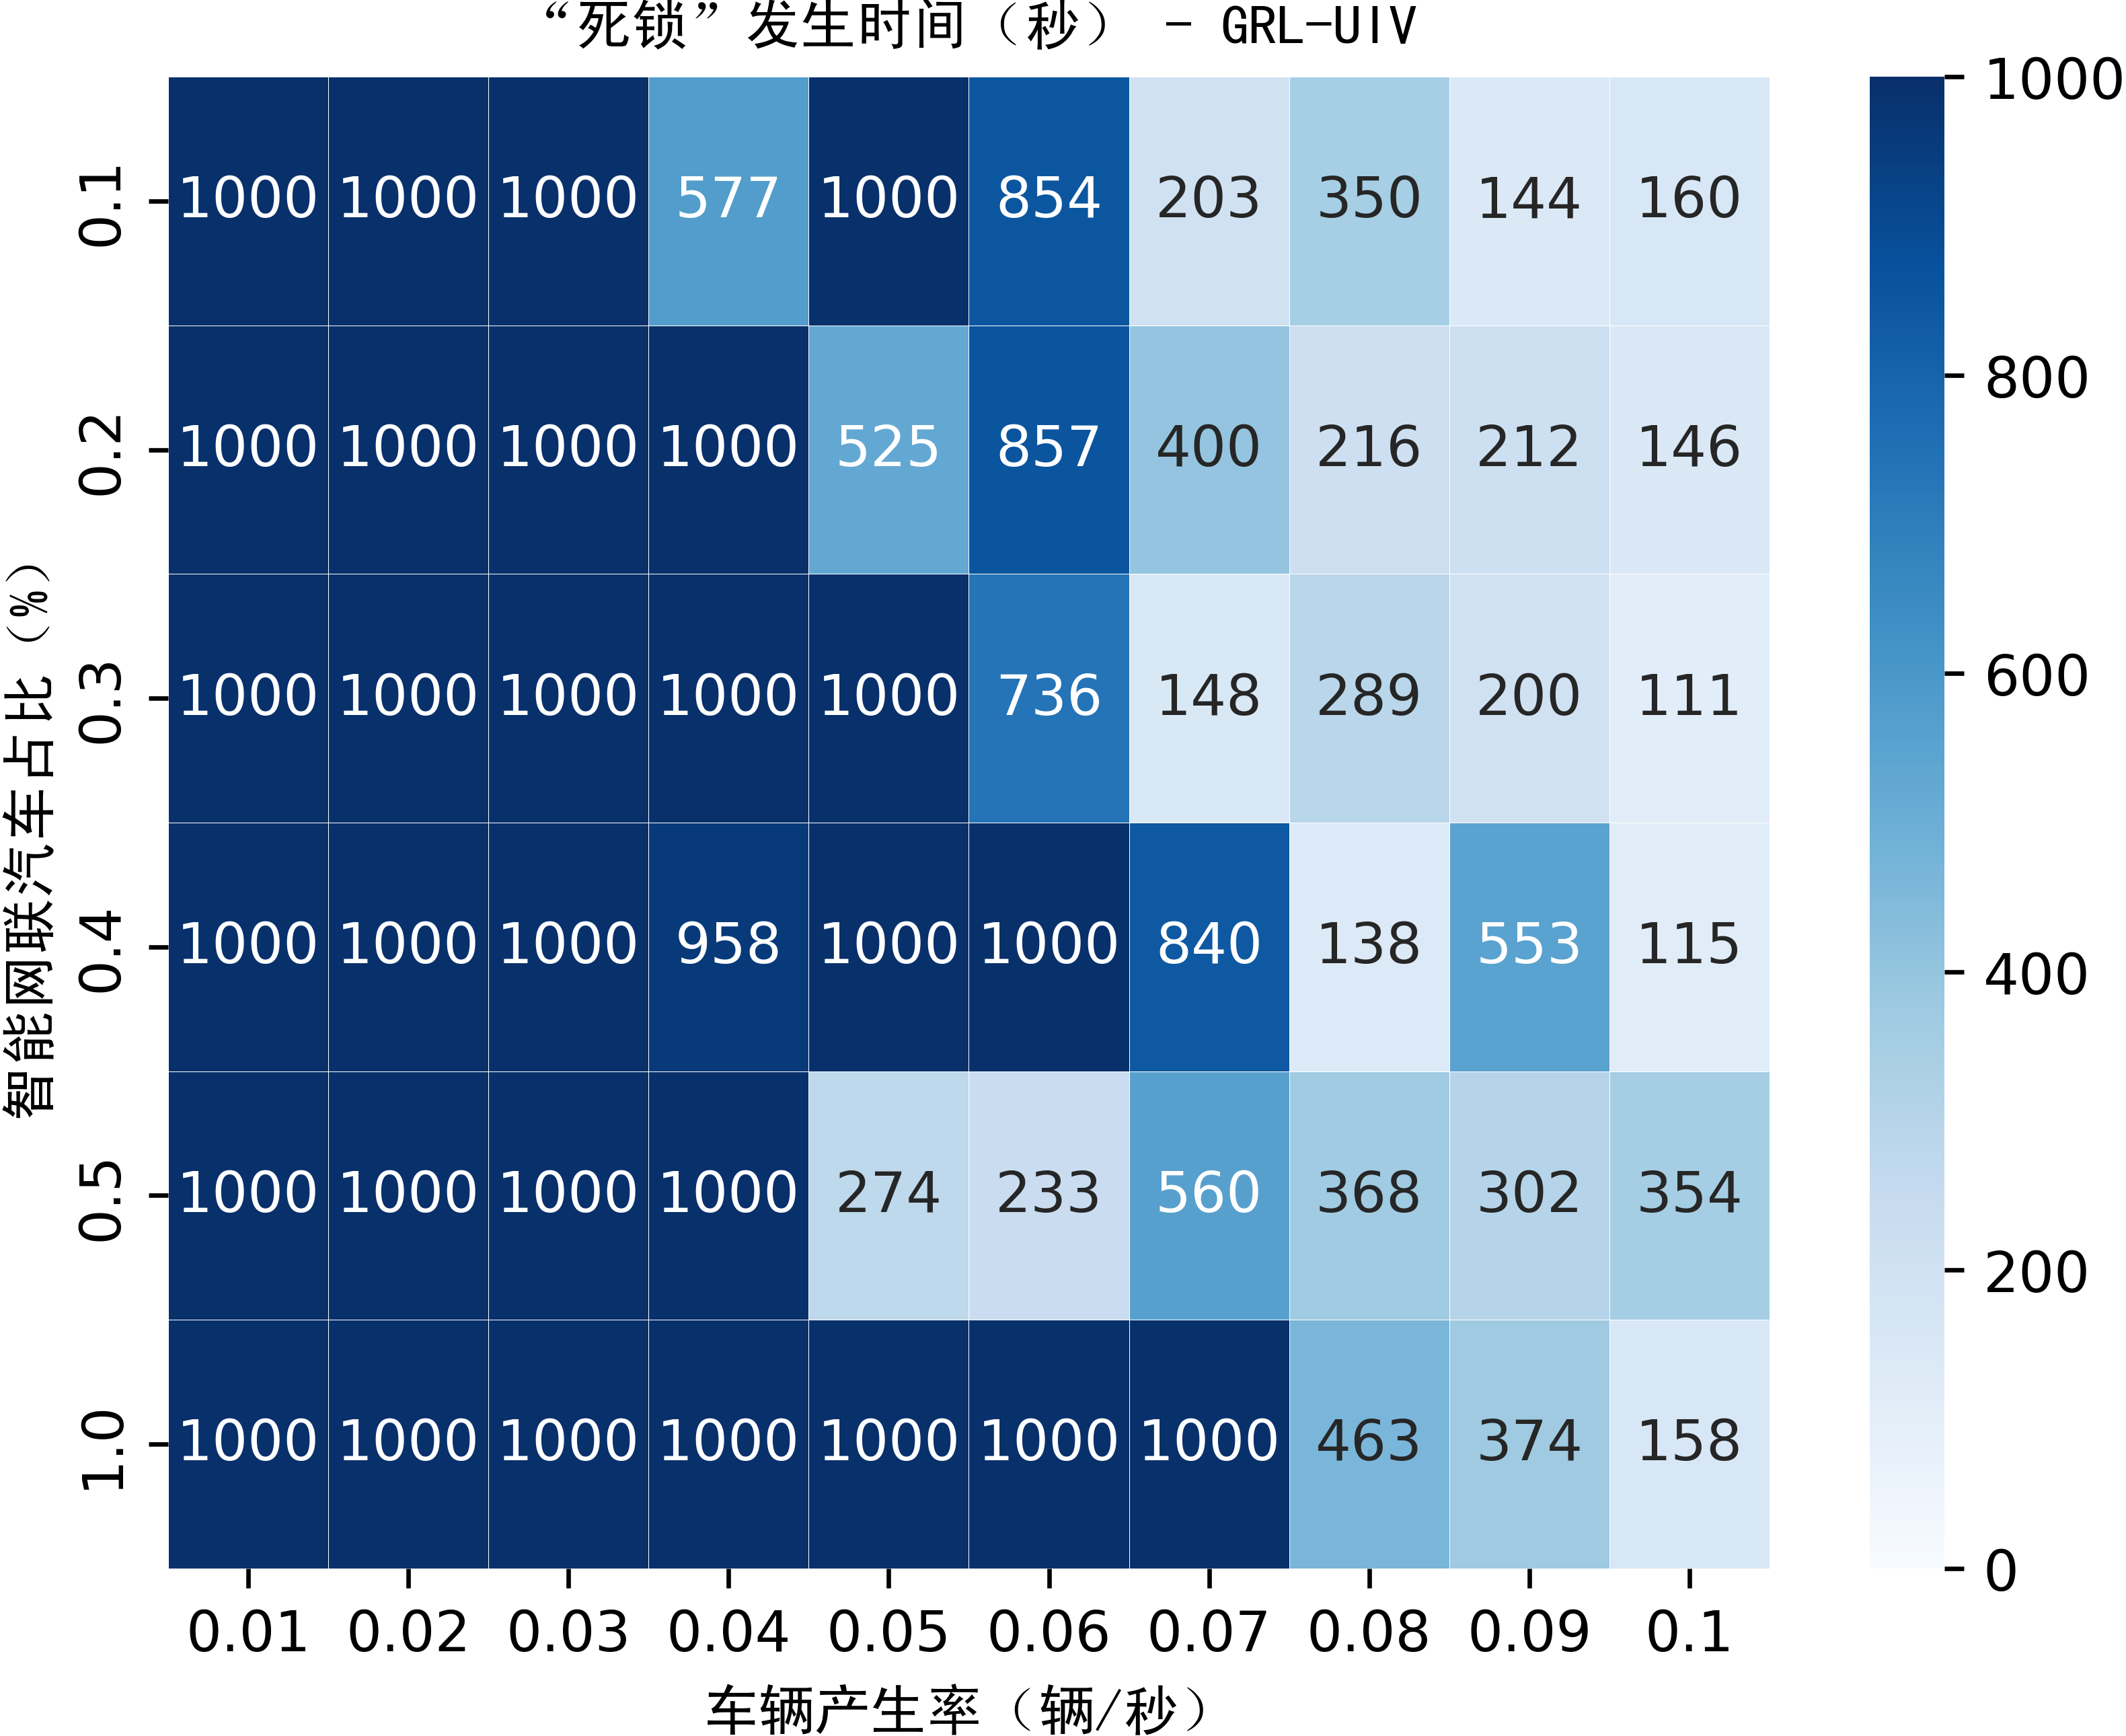 “死锁”发生时间（秒） - GRL-UIV
智能网联汽车占比（%）
0.1 1000 1000 1000 577 1000 854 203 350 144 160
0.2 1000 1000 1000 1000 525 857 400 216 212 146
0.3 1000 1000 1000 1000 1000 736 148 289 200 111
0.4 1000 1000 1000 958 1000 1000 840 138 553 115
0.5 1000 1000 1000 1000 274 233 560 368 302 354
1.0 1000 1000 1000 1000 1000 1000 1000 463 374 158
0.01 0.02 0.03 0.04 0.05 0.06 0.07 0.08 0.09 0.1
车辆产生率（辆/秒）
1000
800
600
400
200
0